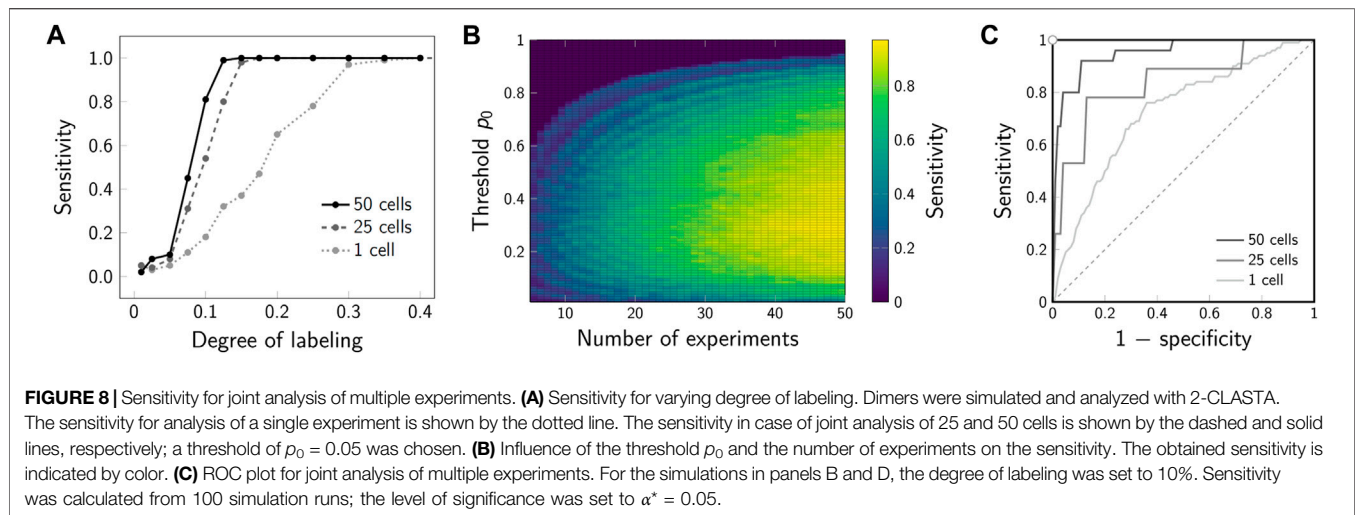 A
Sensitivity
1.0
0.8
0.6
0.4
0.2
0.0
50 cells
25 cells
1 cell
0
0.1
0.2
0.3
0.4
Degree of labeling
B
Threshold p0
1
0.8
0.6
0.4
0.2
10
20
30
40
50
Number of experiments
0.8
0.6
0.4
0.2
0
Sensitivity
C
Sensitivity
1
0.8
0.6
0.4
0.2
0
50 cells
25 cells
1 cell
0
0.2
0.4
0.6
0.8
1
1 − specificity
FIGURE 8 | Sensitivity for joint analysis of multiple experiments. (A) Sensitivity for varying degree of labeling. Dimers were simulated and analyzed with 2-CLASTA.
The sensitivity for analysis of a single experiment is shown by the dotted line. The sensitivity in case of joint analysis of 25 and 50 cells is shown by the dashed and solid
lines, respectively; a threshold of p0 = 0.05 was chosen. (B) Influence of the threshold p0 and the number of experiments on the sensitivity. The obtained sensitivity is
indicated by color. (C) ROC plot for joint analysis of multiple experiments. For the simulations in panels B and D, the degree of labeling was set to 10%. Sensitivity
was calculated from 100 simulation runs; the level of significance was set to α* = 0.05.